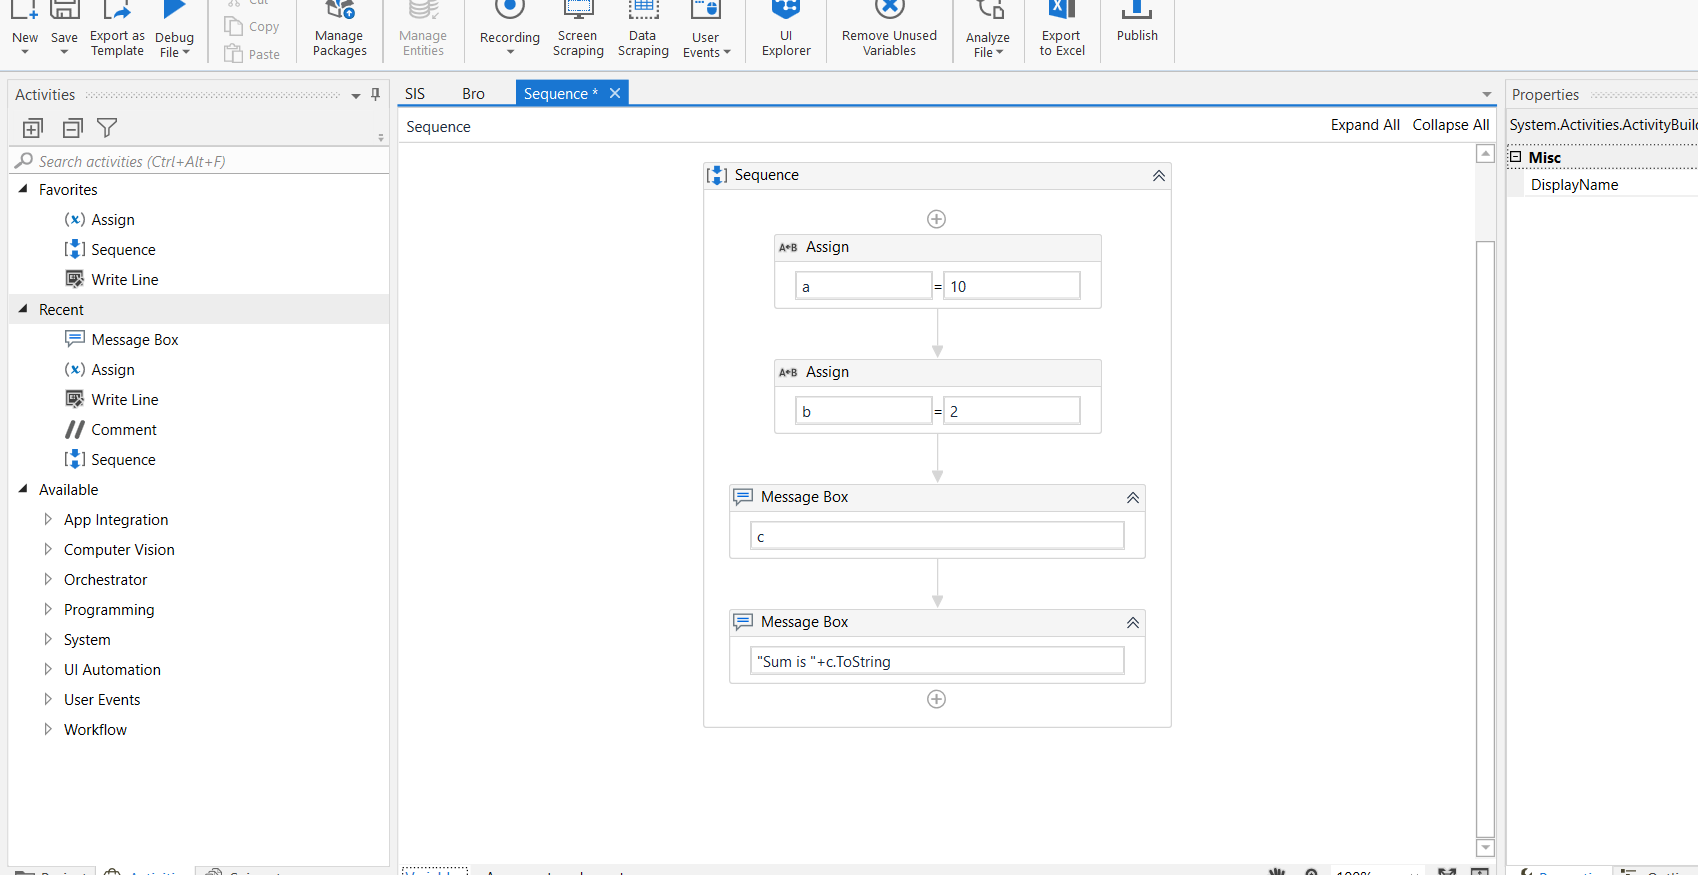 New
Save
Export as
Template
Debug
File
Cut
Copy
Paste
Manage
Packages
Manage
Entities
Recording
Screen
Scraping
Data
Scraping
User
Events
UI
Explorer
Remove Unused
Variables
Analyze
File
Export
to Excel
Publish
Activities
Search activities (Ctrl+Alt+F)
Favorites
Assign
Sequence
Write Line
Recent
Message Box
Assign
Write Line
Comment
Sequence
Available
App Integration
Computer Vision
Orchestrator
Programming
System
UI Automation
User Events
Workflow
SIS
Bro
Sequence *
Sequence
Expand All
Collapse All
Sequence
A+B Assign
a = 10
A+B Assign
b = 2
Message Box
c
Message Box
"Sum is "+c.ToString
Properties
System.Activities.ActivityBuil
Misc
DisplayName
100%